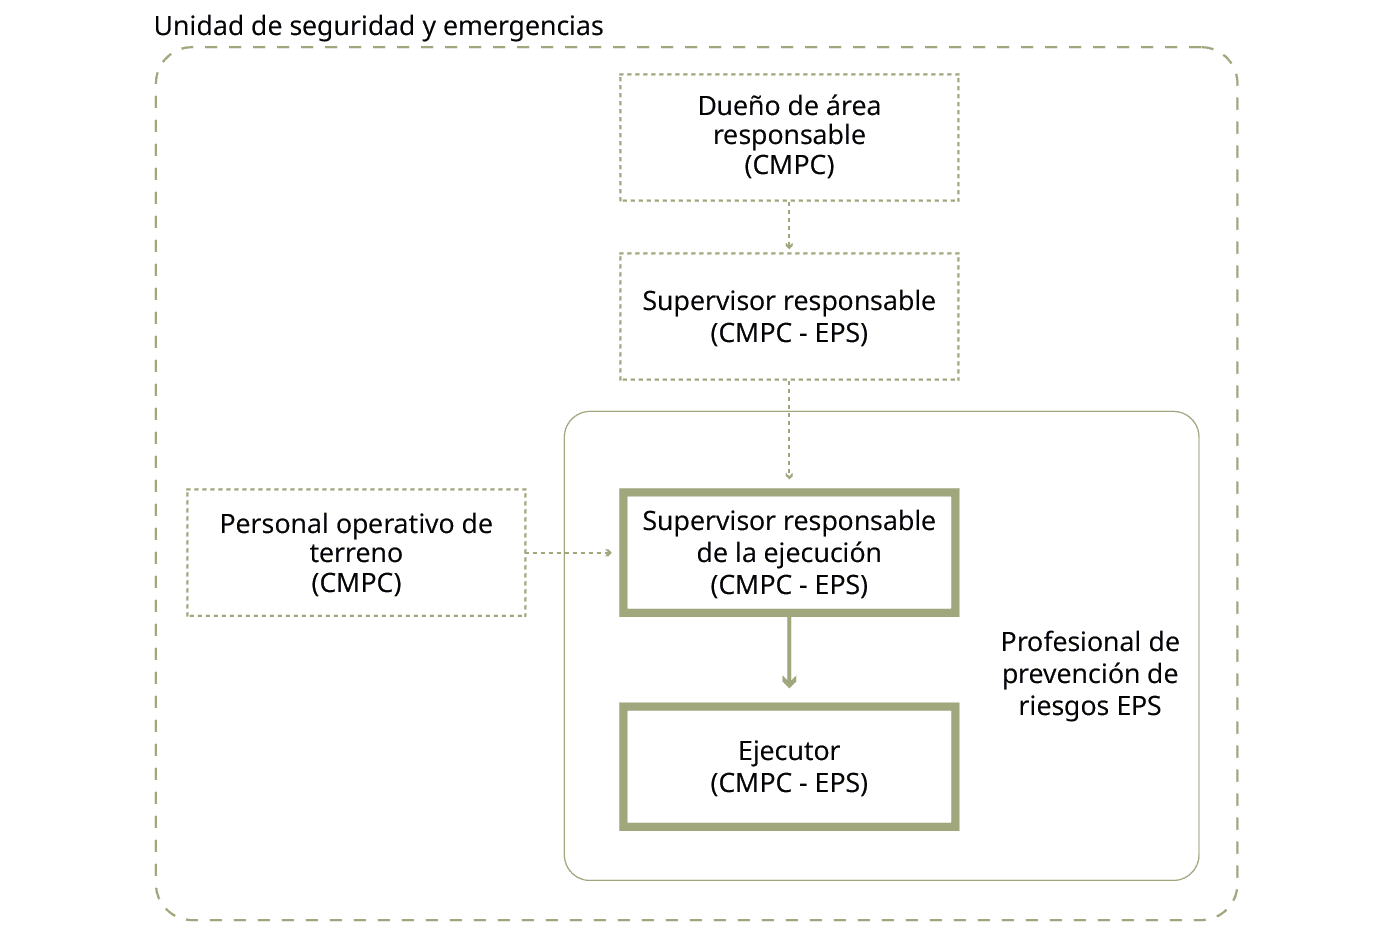 Unidad de seguridad y emergencias
Dueño de área
responsable
(CMPC)
Supervisor responsable
(CMPC - EPS)
Personal operativo de
terreno
(CMPC)
Supervisor responsable
de la ejecución
(CMPC - EPS)
Profesional de
prevención de
riesgos EPS
Ejecutor
(CMPC - EPS)